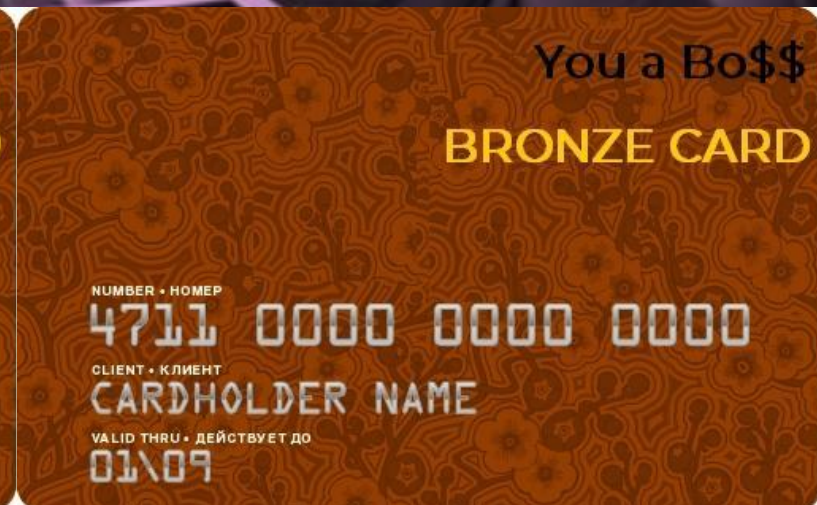 You a Bo$$
BRONZE CARD
NUMBER • НОМЕР
4711 0000 0000 0000
CLIENT • КЛИЕНТ
CARDHOLDER NAME
VALID THRU • ДЕЙСТВУЕТ ДО
01\09